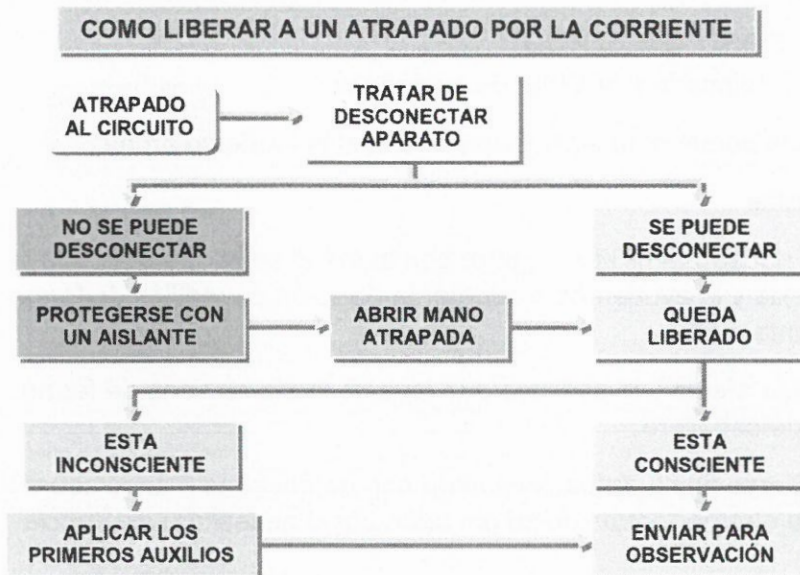 COMO LIBERAR A UN ATRAPADO POR LA CORRIENTE
ATRAPADO
AL CIRCUITO
TRATAR DE
DESCONECTAR
APARATO
NO SE PUEDE
DESCONECTAR
SE PUEDE
DESCONECTAR
PROTEGERSE CON
UN AISLANTE
ABRIR MANO
ATRAPADA
QUEDA
LIBERADO
ESTA
INCONSCIENTE
ESTA
CONSCIENTE
APLICAR LOS
PRIMEROS AUXILIOS
ENVIAR PARA
OBSERVACIÓN